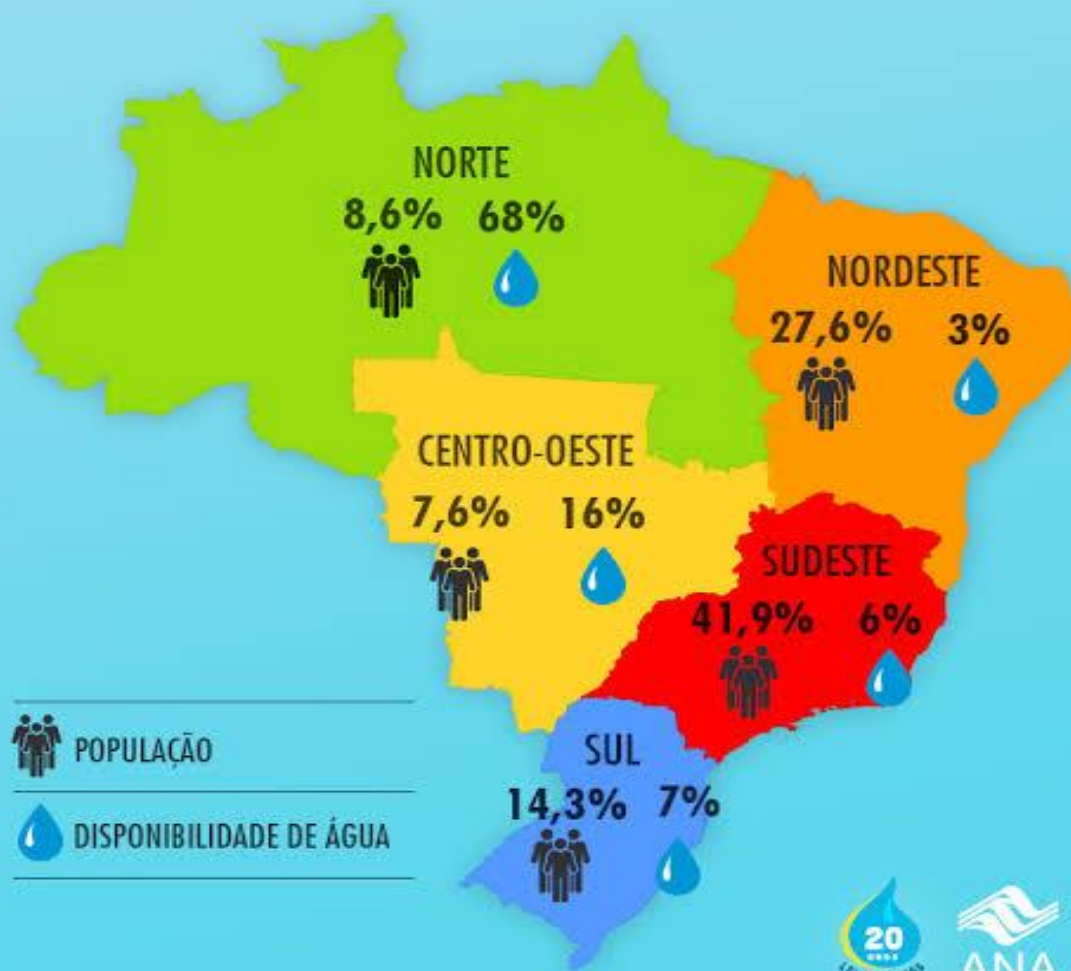 NORTE
8,6% 68%
NORDESTE
27,6% 3%
CENTRO-OESTE
7,6% 16%
SUDESTE
41,9% 6%
SUL
14,3% 7%
POPULAÇÃO
DISPONIBILIDADE DE ÁGUA
20
ANOS
ANA